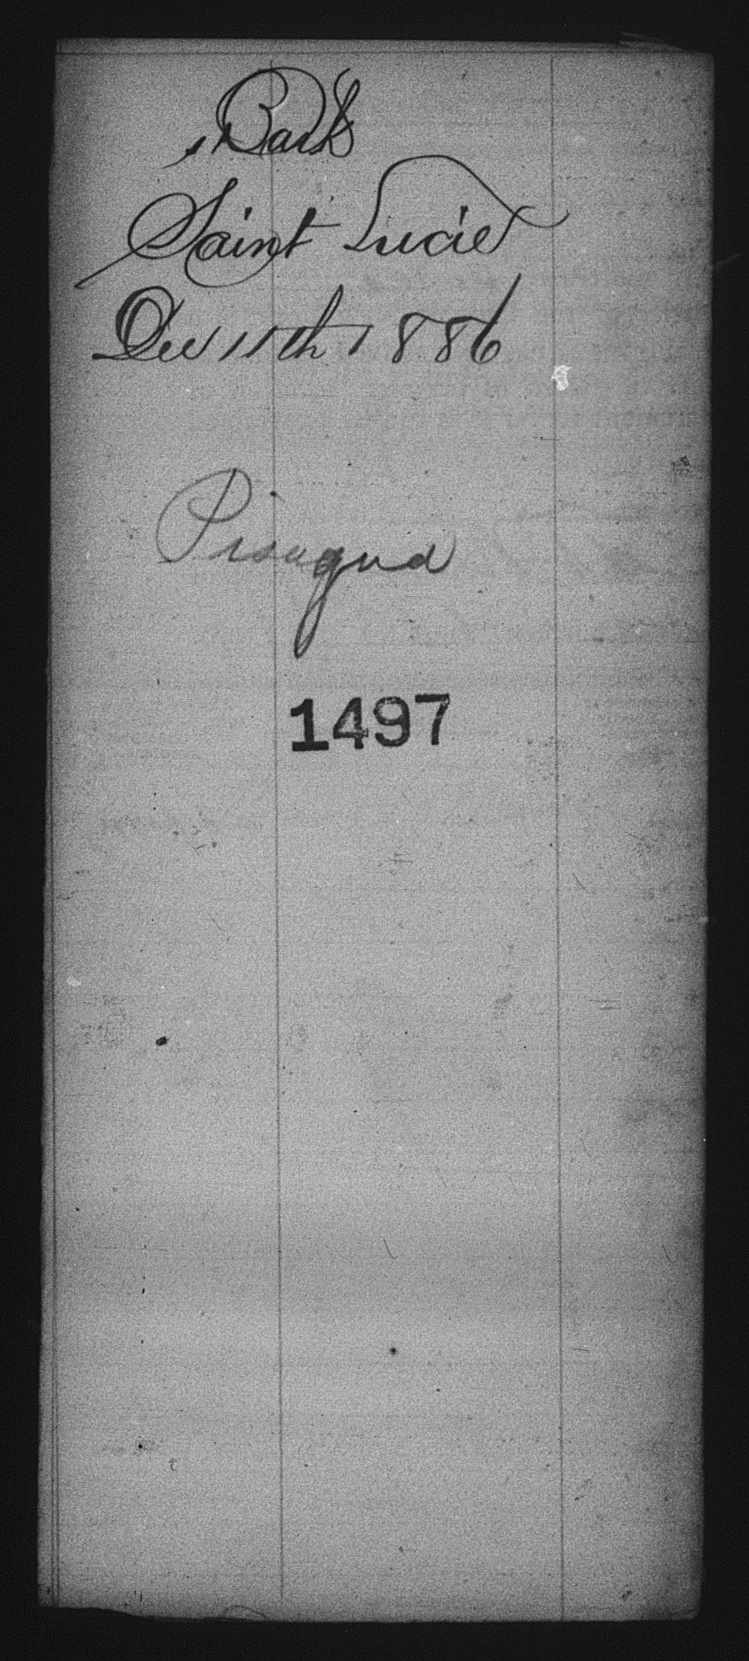 Bark
Saint Lucie
Dec 11th 1886
Pisagua
1497